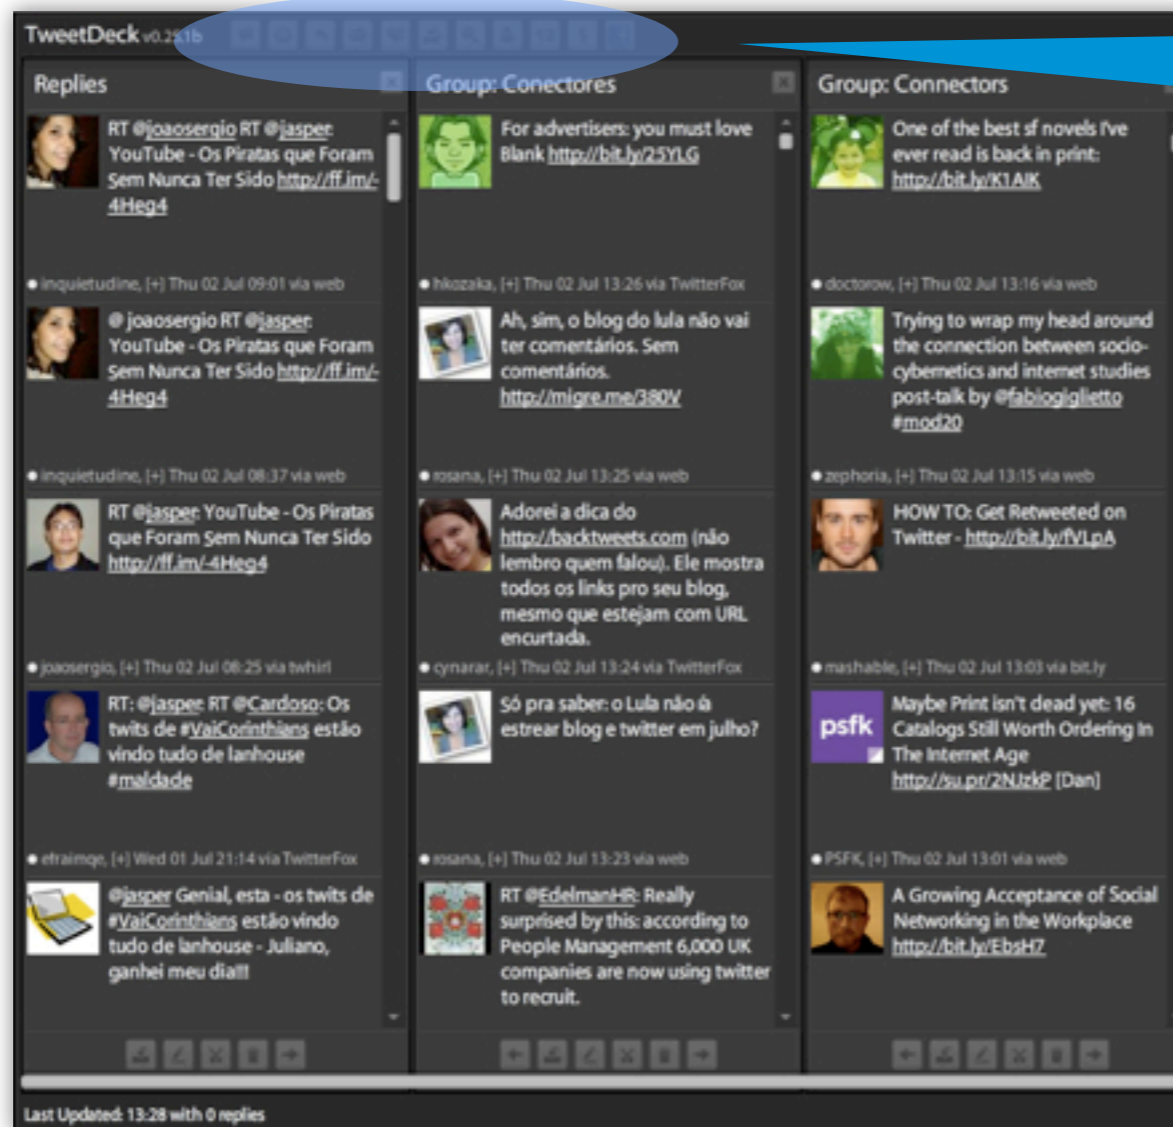 TweetDeck v0.25.1b
Replies
RT @joaosergio RT @jasper:
YouTube - Os Piratas que Foram
Sem Nunca Ter Sido http://ff.im/-
4Heg4
inquietudine, [+] Thu 02 Jul 09:01 via web
@ joaosergio RT @jasper:
YouTube - Os Piratas que Foram
Sem Nunca Ter Sido http://ff.im/-
4Heg4
inquietudine, [+] Thu 02 Jul 08:37 via web
RT @jasper: YouTube - Os Piratas
que Foram Sem Nunca Ter Sido
http://ff.im/-4Heg4
joaosergio, [+] Thu 02 Jul 08:25 via twhirl
RT: @jasper: RT @Cardoso: Os
twits de #VaiCorinthians estão
vindo tudo de lanhouse
#maldade
efraimqe, [+] Wed 01 Jul 21:14 via TwitterFox
@jasper Genial, esta - os twits de
#VaiCorinthians estão vindo
tudo de lanhouse - Juliano,
ganhei meu dia!!!
Group: Conectores
For advertisers: you must love
Blank http://bit.ly/25YLG
hkozaka, [+] Thu 02 Jul 13:26 via TwitterFox
Ah, sim, o blog do lula não vai
ter comentários. Sem
comentários.
http://migre.me/380V
rosana, [+] Thu 02 Jul 13:25 via web
Adorei a dica do
http://backtweets.com (não
lembro quem falou). Ele mostra
todos os links pro seu blog,
mesmo que estejam com URL
encurtada.
cynarar, [+] Thu 02 Jul 13:24 via TwitterFox
Só pra saber: o Lula não ia
estrear blog e twitter em julho?
rosana, [+] Thu 02 Jul 13:23 via web
RT @EdelmanHR: Really
surprised by this: according to
People Management 6,000 UK
companies are now using twitter
to recruit.
Group: Connectors
One of the best sf novels I've
ever read is back in print:
http://bit.ly/K1AIK
doctorow, [+] Thu 02 Jul 13:16 via web
Trying to wrap my head around
the connection between socio-
cybernetics and internet studies
post-talk by @fabiogiglietto
#mod20
zephoria, [+] Thu 02 Jul 13:15 via web
HOW TO: Get Retweeted on
Twitter - http://bit.ly/fVLpA
mashable, [+] Thu 02 Jul 13:03 via bit.ly
psfk
Maybe Print isn't dead yet: 16
Catalogs Still Worth Ordering In
The Internet Age
http://su.pr/2NJzkP [Dan]
PSFK, [+] Thu 02 Jul 13:01 via web
A Growing Acceptance of Social
Networking in the Workplace
http://bit.ly/EbsH7
Last Updated: 13:28 with 0 replies